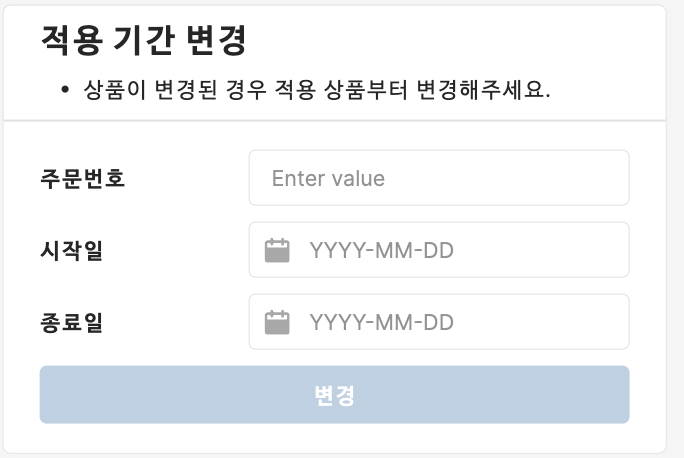 적용 기간 변경
• 상품이 변경된 경우 적용 상품부터 변경해주세요.
주문번호 Enter value
시작일 YYYY-MM-DD
종료일 YYYY-MM-DD
변경